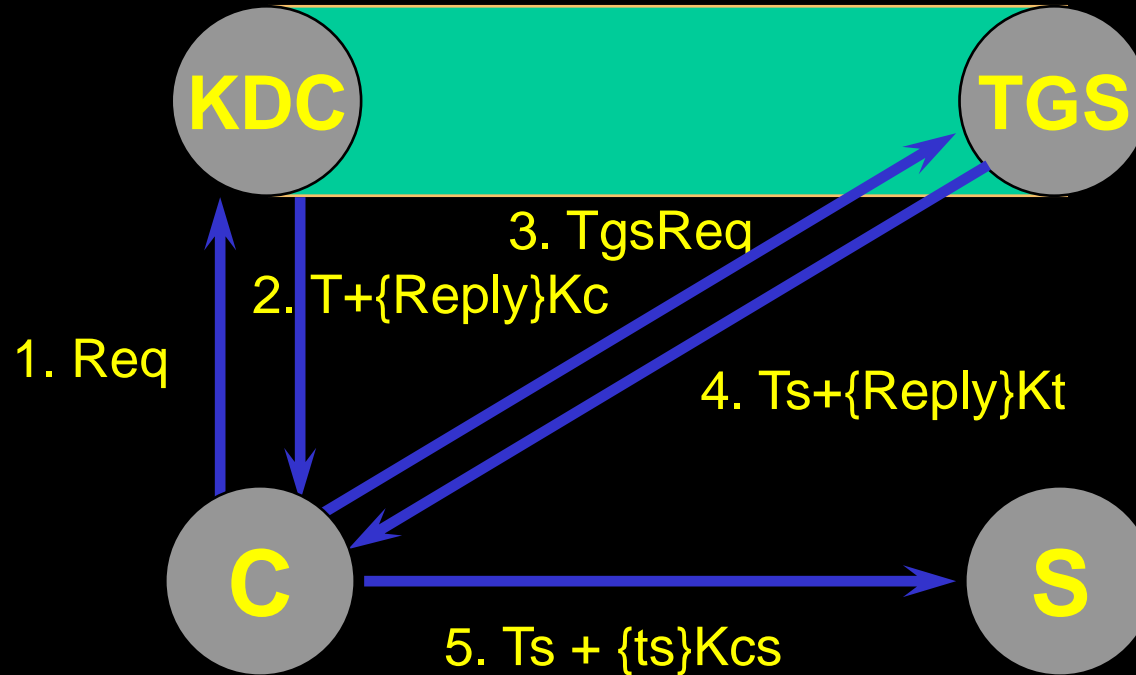 KDC
TGS
3. TgsReq
2. T+{Reply}Kc
1. Req
4. Ts+{Reply}Kt
C
S
5. Ts + {ts}Kcs